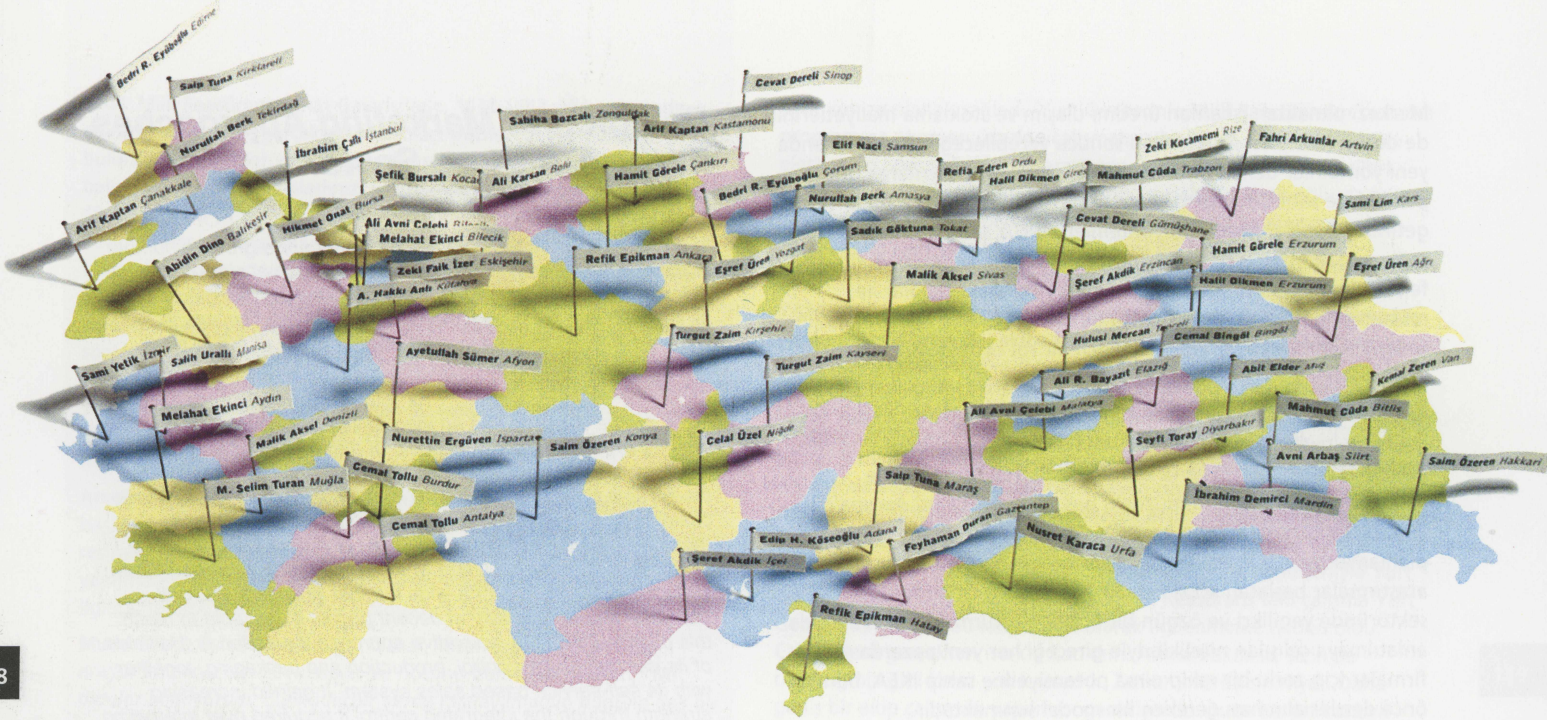 Bedri R. Eyüboğlu Edirne
Saip Tuna Kırklareli
Nurullah Berk Tekirdağ
İbrahim Çallı İstanbul
Şefik Bursalı
Sabiha Bozcalı Zonguldak
Arif Kaptan Kastamonu
Cevat Dereli Sinop
Elif Naci Samsun
Refia Edren Ordu
Halil Dikmen
Zeki Kocamemi Rize
Mahmut Cûda Trabzon
Fahri Arkunlar Artvin
Arif Kaptan Çanakkale
Abidin Dino Balıkesir
Hikmet Onat Bursa
Ali Karsan Bolu
Hamit Görele Çankırı
Bedri R. Eyüboğlu Çorum
Nurullah Berk Amasya
Sami Lim Kars
Ali Avni Çelebi
Melahat Ekinci Bilecik
Zeki Faik İzer Eskişehir
A. Hakkı Anlı Kütahya
Refik Epikman Ankara
Eşref Üren Yozgat
Sadık Göktuna Tokat
Malik Aksel Sivas
Cevat Dereli Gümüşhane
Şeref Akdik Erzincan
Hamit Görele Erzurum
Halil Dikmen Erzurum
Eşref Üren Ağrı
Sami Yetik İzmir
Salih Urallı Manisa
Ayetullah Sümer Afyon
Turgut Zaim Kırşehir
Turgut Zaim Kayseri
Hulusi Mercan
Cemal Bingöl Bingöl
Ali R. Bayazıt Elazığ
Abit Elder Muş
Kemal Zeren Van
Melahat Ekinci Aydın
Malik Aksel Denizli
Nurettin Ergüven Isparta
Saim Özeren Konya
Celal Üzel Niğde
Ali Avni Çelebi Malatya
Seyfi Toray Diyarbakır
Mahmut Cûda Bitlis
Avni Arbaş Siirt
Saim Özeren Hakkari
M. Selim Turan Muğla
Cemal Tollu Burdur
Cemal Tollu Antalya
Saip Tuna Maraş
İbrahim Demirci Mardin
Şeref Akdik İçel
Edip H. Köseoğlu Adana
Feyhaman Duran Gaziantep
Nusret Karaca Urfa
Refik Epikman Hatay
8